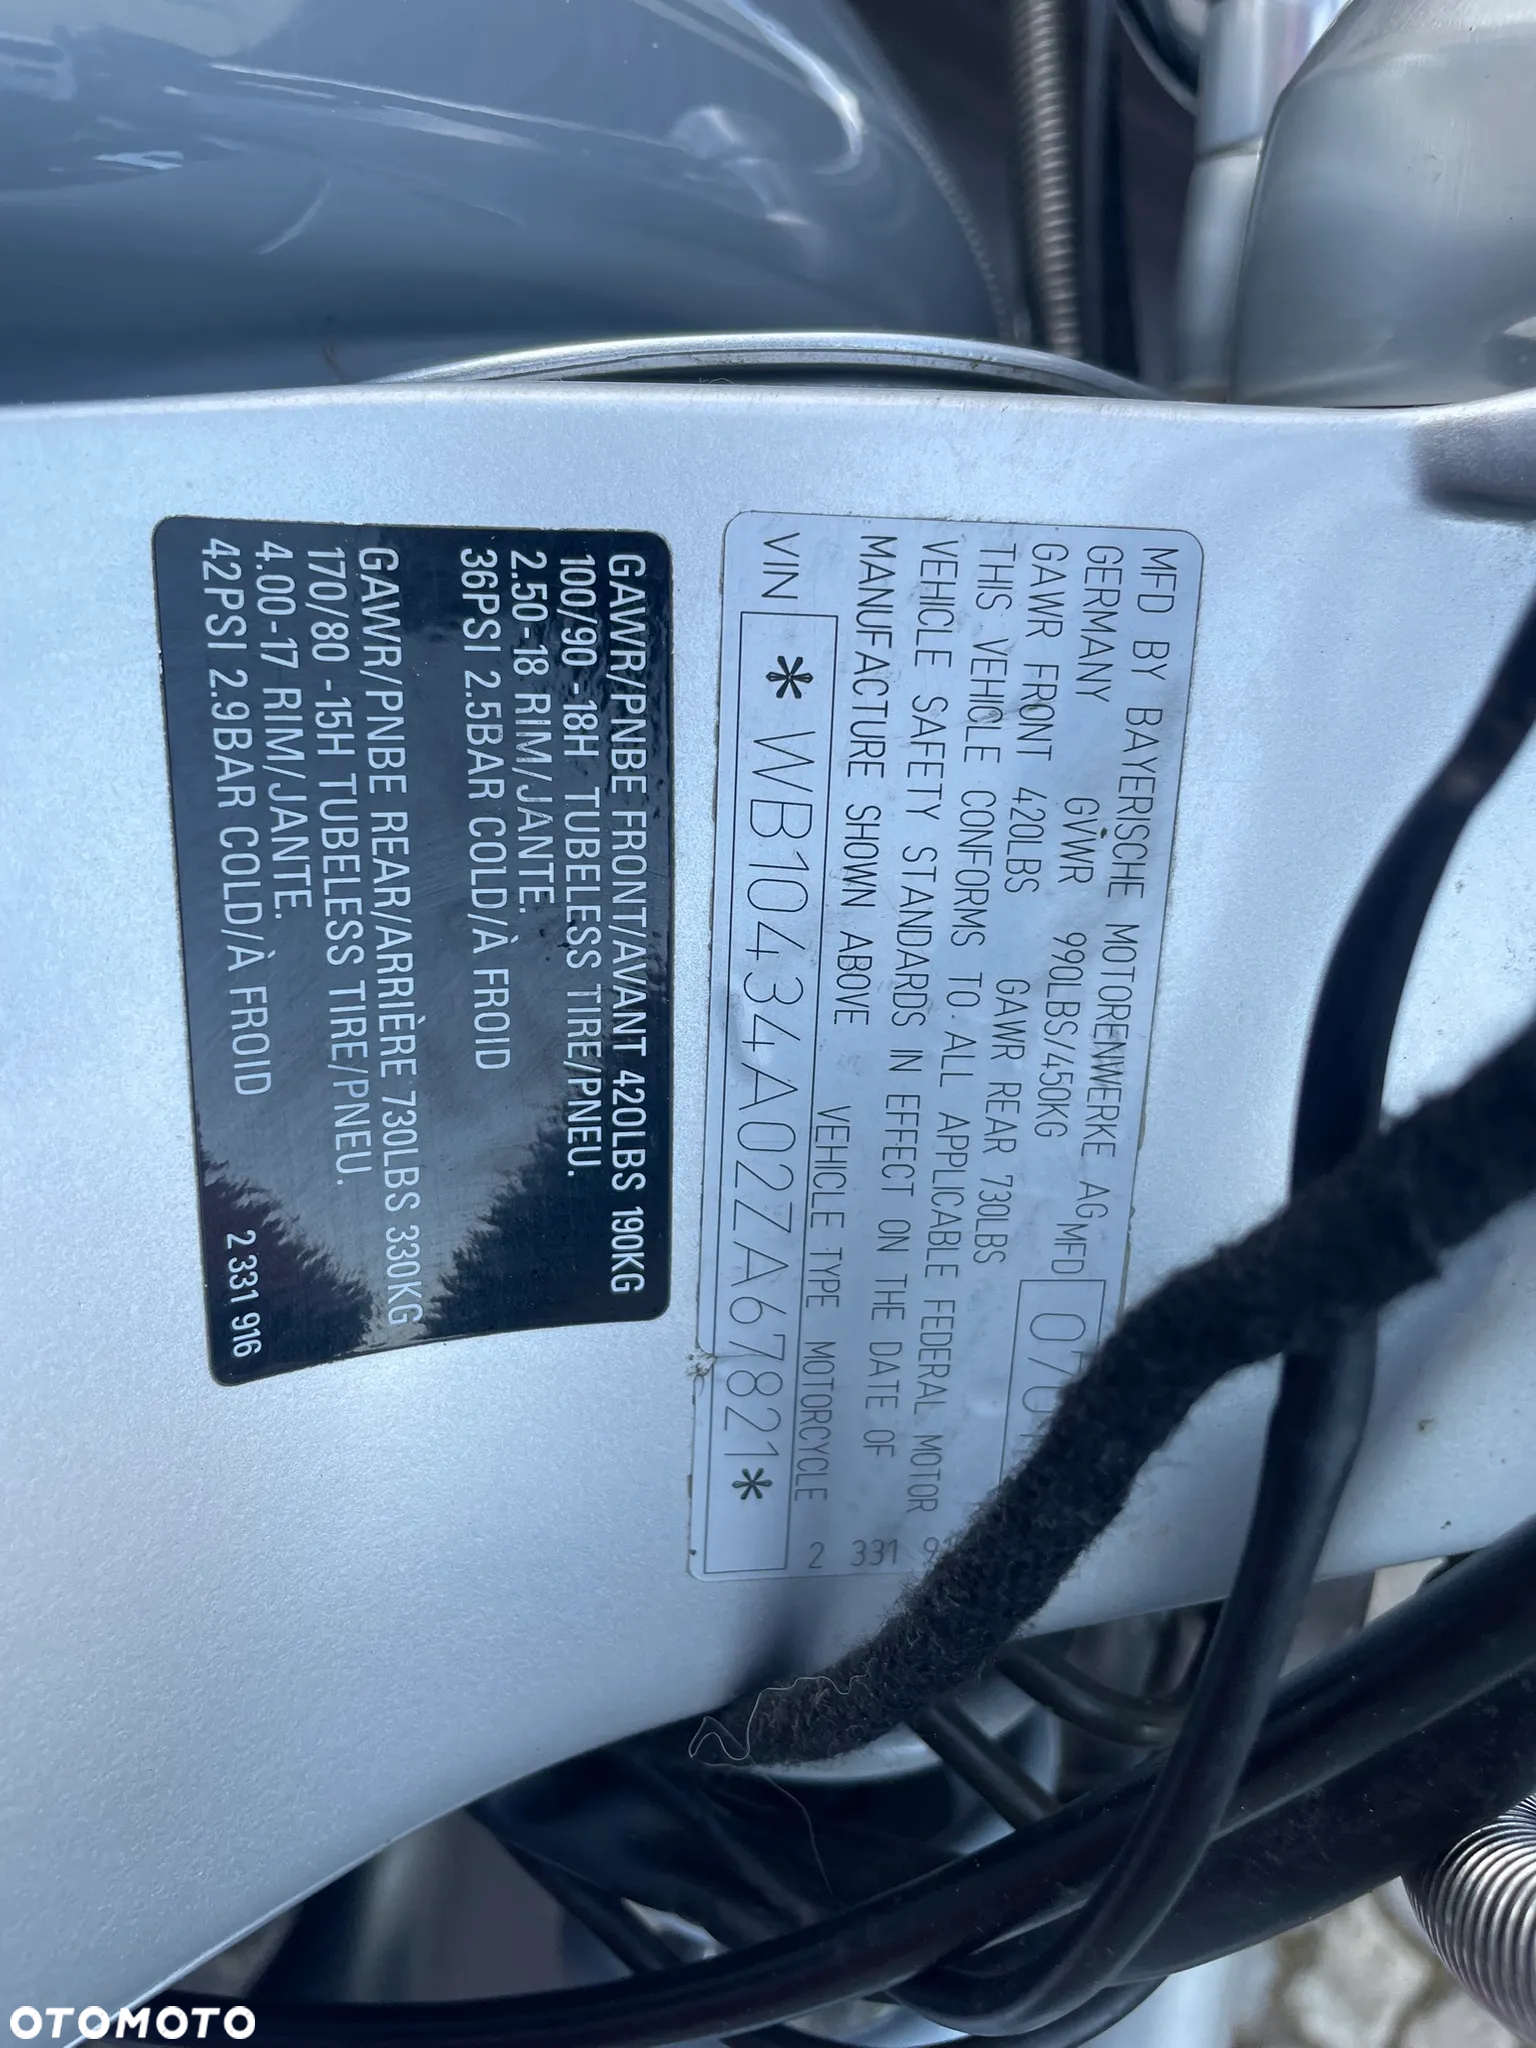 MFD BY BAYERISCHE MOTORENWERKE AG MFD
GERMANY GVWR 990LBS/450KG
GAWR FRONT 420LBS GAWR REAR 730LBS
THIS VEHICLE CONFORMS TO ALL APPLICABLE FEDERAL MOTOR
VEHICLE SAFETY STANDARDS IN EFFECT ON THE DATE OF
MANUFACTURE SHOWN ABOVE VEHICLE TYPE MOTORCYCLE
VIN *WB10434A02ZA67821*
2 331
GAWR/PNBE FRONT/AVANT 420LBS 190KG
100/90 -18H TUBELESS TIRE/PNEU.
2.50-18 RIM/JANTE.
36PSI 2.5BAR COLD/À FROID
GAWR/PNBE REAR/ARRIÈRE 730LBS 330KG
170/80 -15H TUBELESS TIRE/PNEU.
4.00-17 RIM/JANTE.
42PSI 2.9BAR COLD/À FROID
2 331 916
OTOMOTO